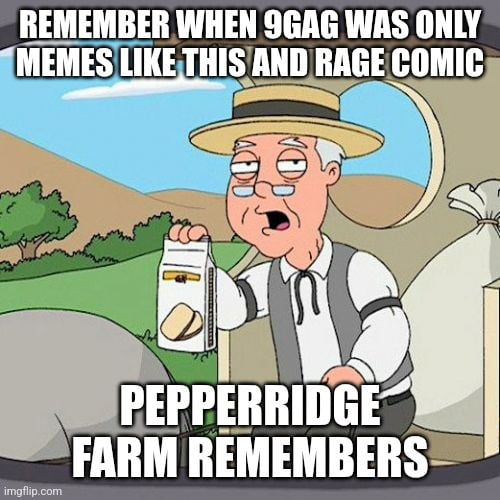 REMEMBER WHEN 9GAG WAS ONLY
MEMES LIKE THIS AND RAGE COMIC
PEPPERRIDGE
FARM REMEMBERS
imgflip.com